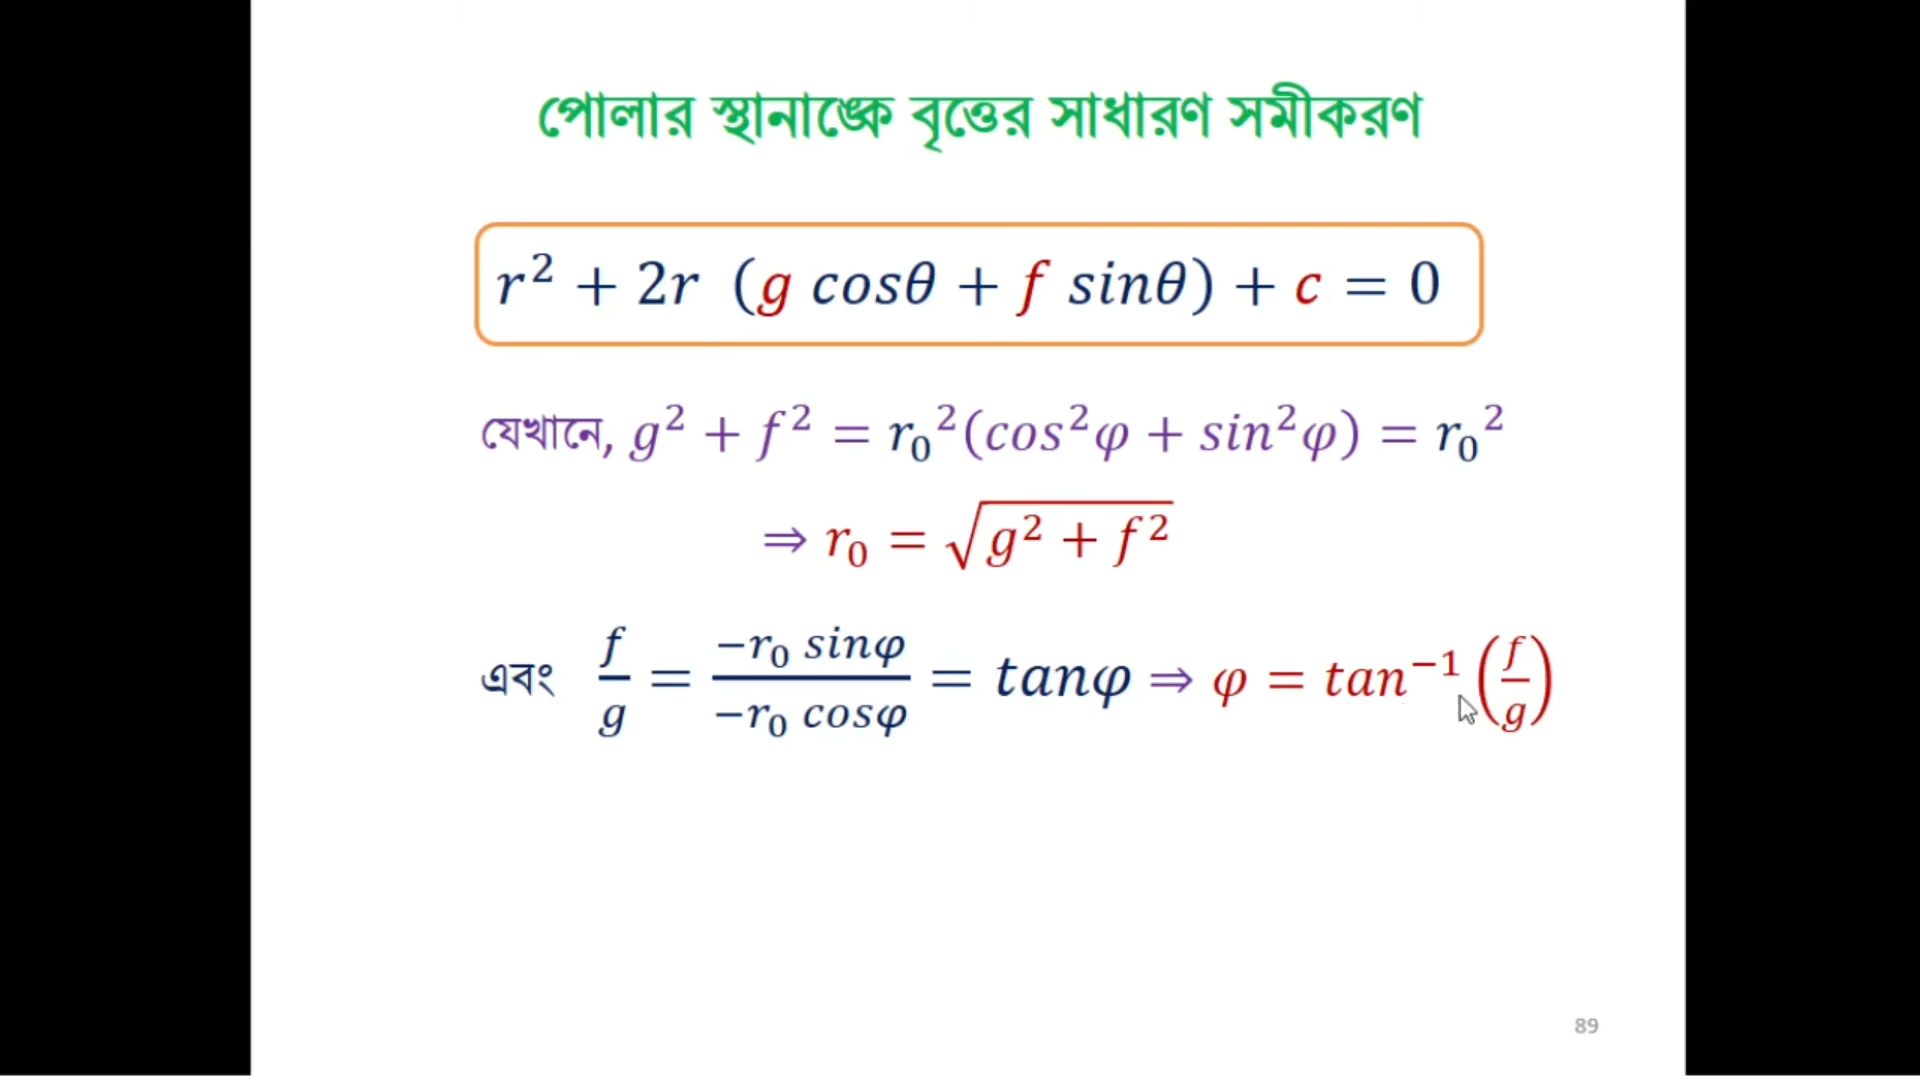 পোলার স্থানাঙ্কে বৃত্তের সাধারণ সমীকরণ
r² + 2r (g cosθ + f sinθ) + c = 0
যেখানে, g² + f² = r₀²(cos²φ + sin²φ) = r₀²
⇒ r₀ = √(g² + f²)
এবং f/g = (−r₀ sinφ)/(−r₀ cosφ) = tanφ ⇒ φ = tan⁻¹(f/g)
89